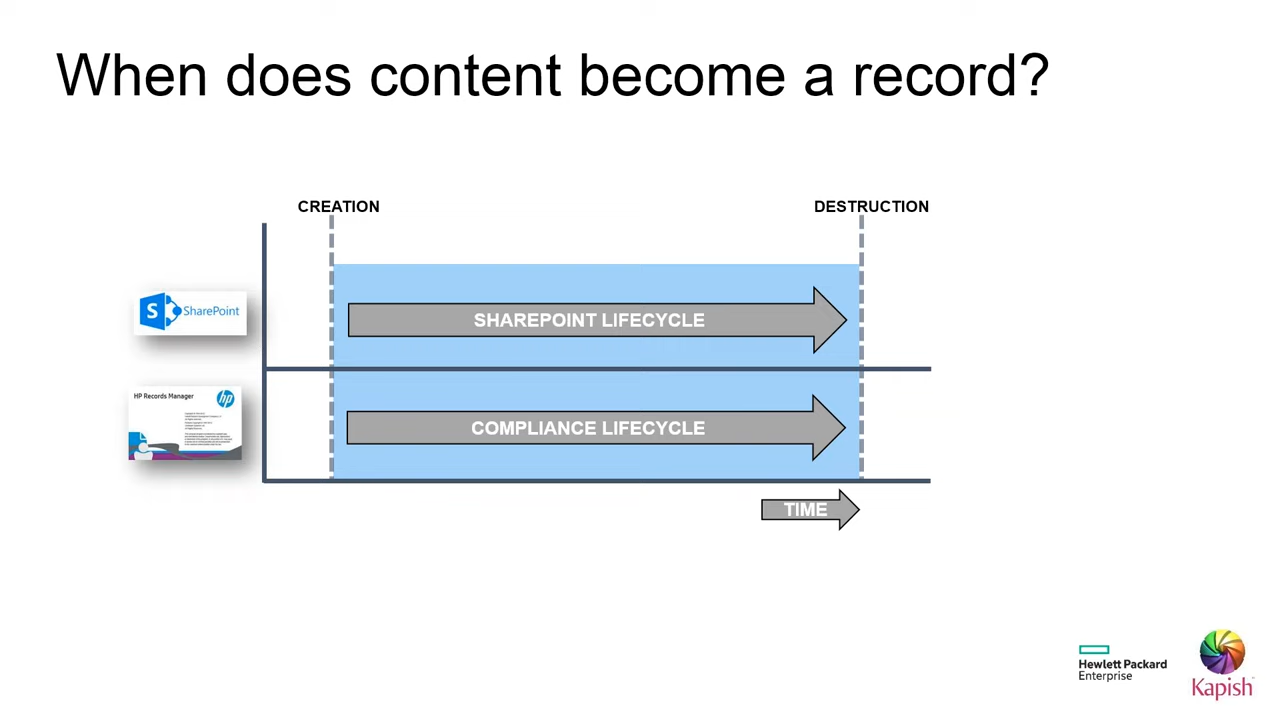 When does content become a record?
CREATION
DESTRUCTION
S
SharePoint
SHAREPOINT LIFECYCLE
HP Records Manager
hp
COMPLIANCE LIFECYCLE
TIME
Hewlett Packard
Enterprise
Kapish